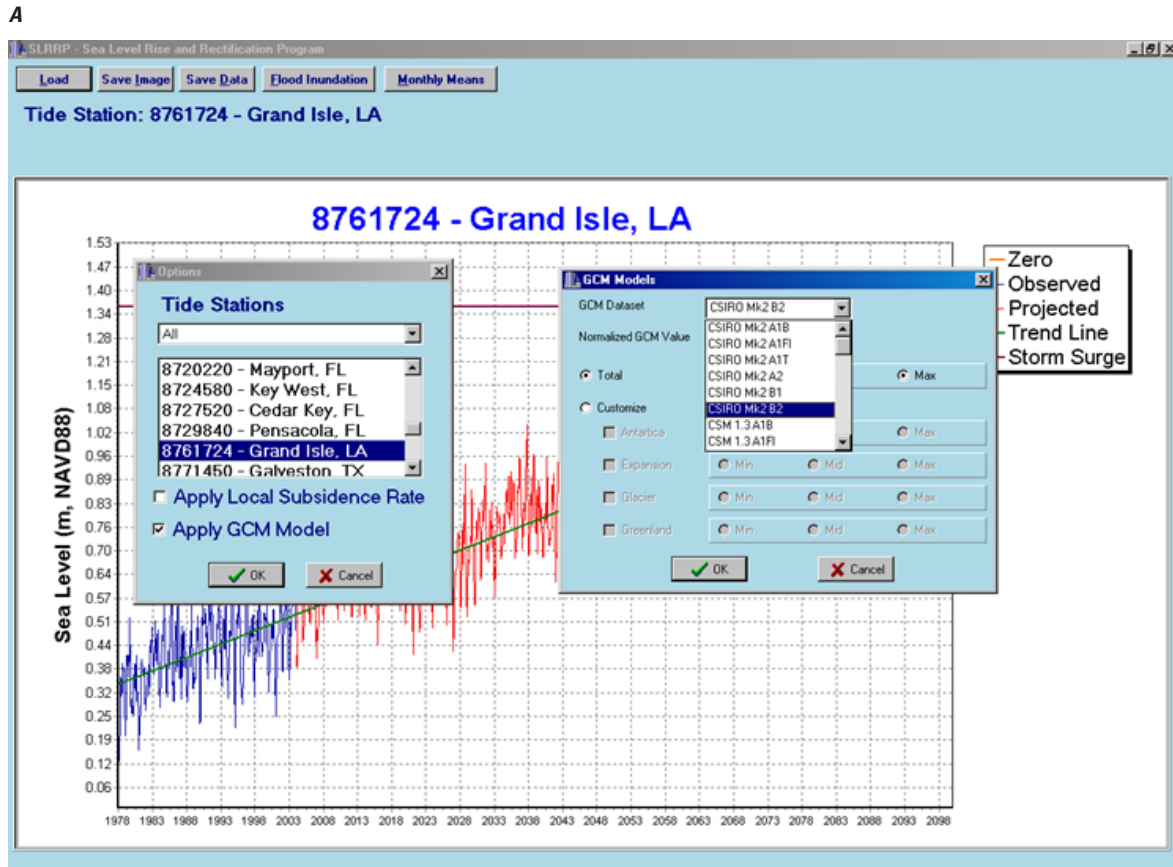 A
SLRRP - Sea Level Rise and Rectification Program
Load Save Image Save Data Flood Inundation Monthly Means
Tide Station: 8761724 - Grand Isle, LA
8761724 - Grand Isle, LA
Sea Level (m, NAVD88)
1.53
1.47
1.40
1.34
1.28
1.21
1.15
1.08
1.02
0.96
0.89
0.83
0.76
0.70
0.64
0.57
0.51
0.44
0.38
0.32
0.25
0.19
0.12
0.06
Options
Tide Stations
All
8720220 - Mayport, FL
8724580 - Key West, FL
8727520 - Cedar Key, FL
8729840 - Pensacola, FL
8761724 - Grand Isle, LA
8771450 - Galveston, TX
Apply Local Subsidence Rate
Apply GCM Model
OK Cancel
GCM Models
GCM Dataset
CSIRO Mk2 B2
Normalized GCM Value
CSIRO Mk2 A1B
CSIRO Mk2 A1FI
CSIRO Mk2 A1T
CSIRO Mk2 A2
CSIRO Mk2 B1
CSIRO Mk2 B2
CSM 1.3 A1B
CSM 1.3 A1FI
Total Max
Customize
Antartica Max
Expansion Min Mid Max
Glacier Min Mid Max
Greenland Min Mid Max
OK Cancel
Zero
Observed
Projected
Trend Line
Storm Surge
1978 1983 1988 1993 1998 2003 2008 2013 2018 2023 2028 2033 2038 2043 2048 2053 2058 2063 2068 2073 2078 2083 2088 2093 2098